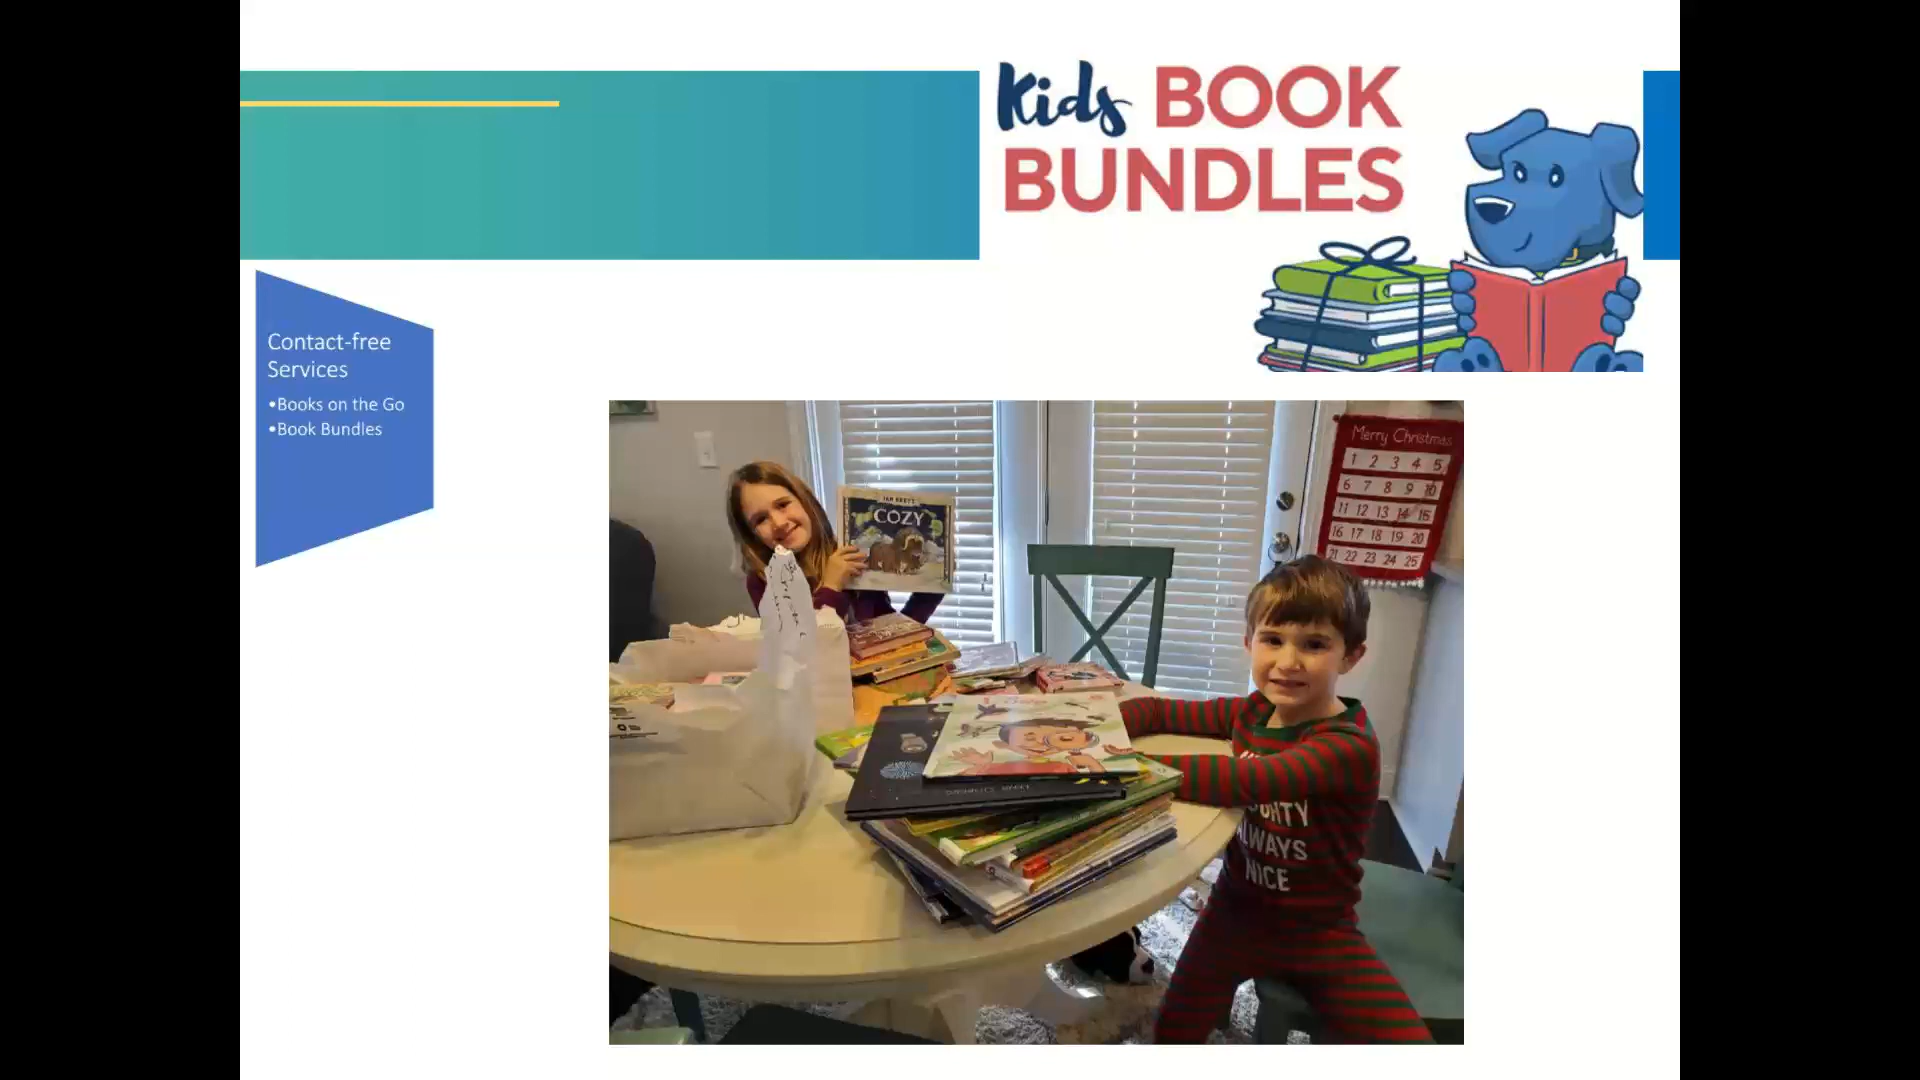 Kids BOOK
BUNDLES
Contact-free
Services
•Books on the Go
•Book Bundles
JAN BRETT
COZY
Merry Christmas
1 2 3 4 5
6 7 8 9 10
11 12 13 14 15
16 17 18 19 20
21 22 23 24 25
ALWAYS
NICE